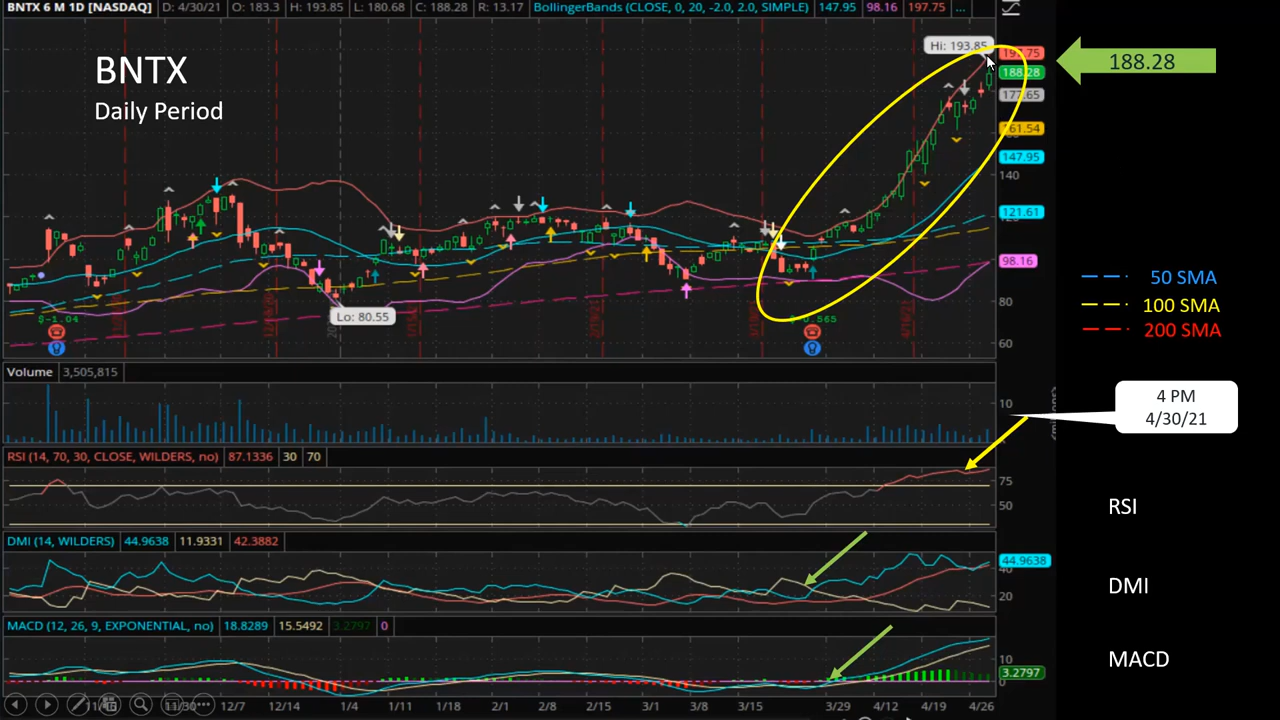 BNTX 6 M 1D [NASDAQ] D: 4/30/21 O: 183.3 H: 193.85 L: 180.68 C: 188.28 R: 13.17 BollingerBands (CLOSE, 0, 20, -2.0, 2.0, SIMPLE) 147.95 98.16 197.75 ...
Hi: 193.85
197.75
188.28
188.28
BNTX
Daily Period
177.65
161.54
147.95
140
121.61
98.16
80
60
Lo: 80.55
$-1.04
50 SMA
100 SMA
200 SMA
Volume 3,505,815
10
4 PM
4/30/21
RSI (14, 70, 30, CLOSE, WILDERS, no) 87.1336 30 70
75
50
RSI
DMI (14, WILDERS) 44.9638 11.9331 42.3882
44.9638
20
DMI
MACD (12, 26, 9, EXPONENTIAL, no) 18.8289 15.5492 3.2797 0
10
3.2797
MACD
11/30 12/7 12/14 1/4 1/11 2/1 2/8 2/15 3/1 3/8 3/15 3/29 4/12 4/19 4/26